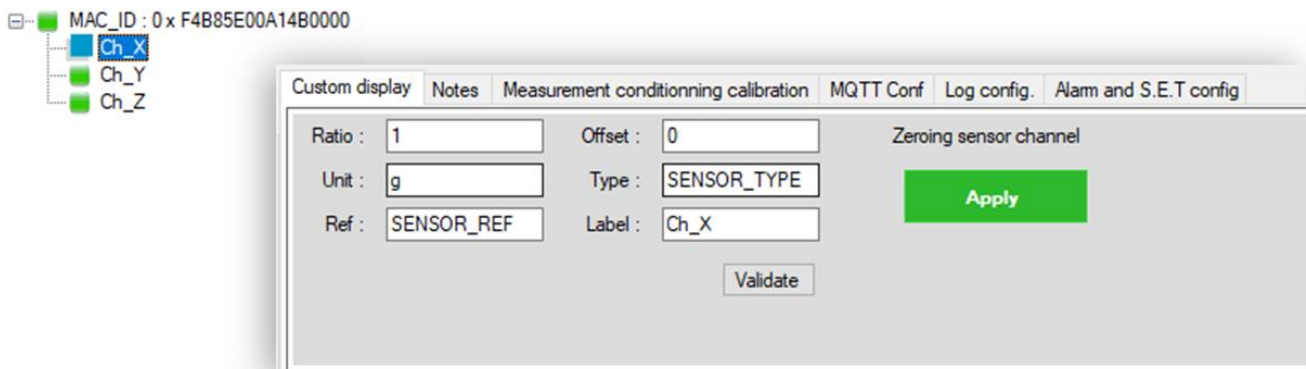 MAC_ID : 0 x F4B85E00A14B0000
Ch_X
Ch_Y
Ch_Z
Custom display Notes Measurement conditionning calibration MQTT Conf Log config. Alarm and S.E.T config
Ratio : 1 Offset : 0 Zeroing sensor channel
Unit : g Type : SENSOR_TYPE Apply
Ref : SENSOR_REF Label : Ch_X
Validate